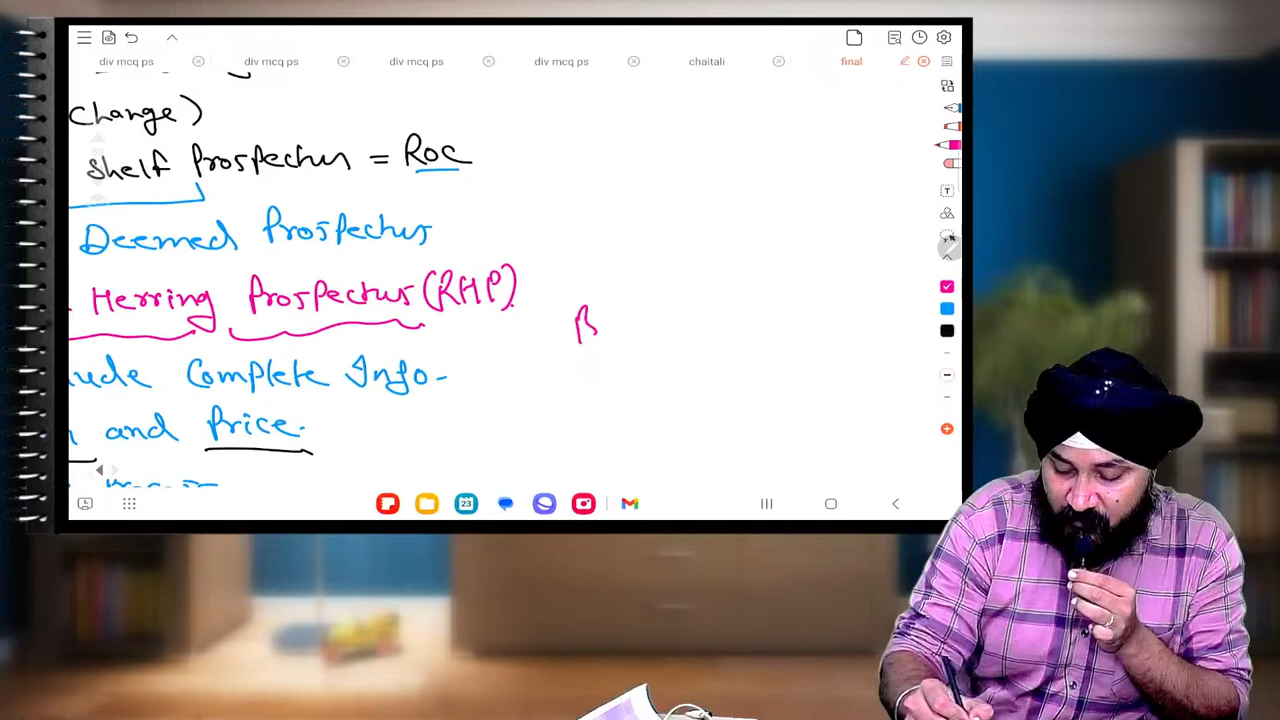 div mcq ps div mcq ps div mcq ps div mcq ps chaitali final
Change)
Shelf Prospectus = Roc
Deemed Prospectus
Herring Prospectus (RHP)
B
Complete Info-
and Price.
23